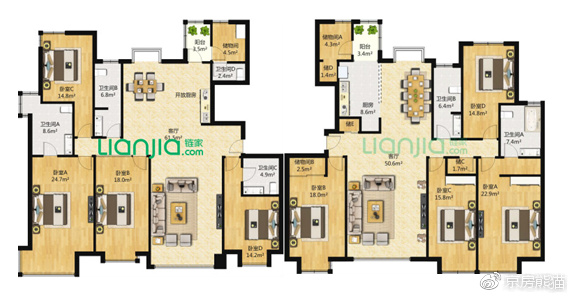 阳台
3.5㎡
储物间
4.5㎡
卫生间D
2.4㎡
卧室C
14.8㎡
卫生间B
6.8㎡
开放厨房
卫生间A
8.6㎡
客厅
61.5㎡
Lianjia.com 链家
卫生间C
4.9㎡
卧室A
24.7㎡
卧室B
18.0㎡
卧室D
14.2㎡
储物间A
4.3㎡
阳台
3.4㎡
储D
1.4㎡
厨房
8.6㎡
卫生间B
6.4㎡
卧室D
14.8㎡
储E
卫生间A
7.4㎡
Lianjia.com 链家
储物间B
2.5㎡
客厅
50.6㎡
储C
1.7㎡
卧室B
18.0㎡
卧室C
15.8㎡
卧室A
22.9㎡
@京房熊猫